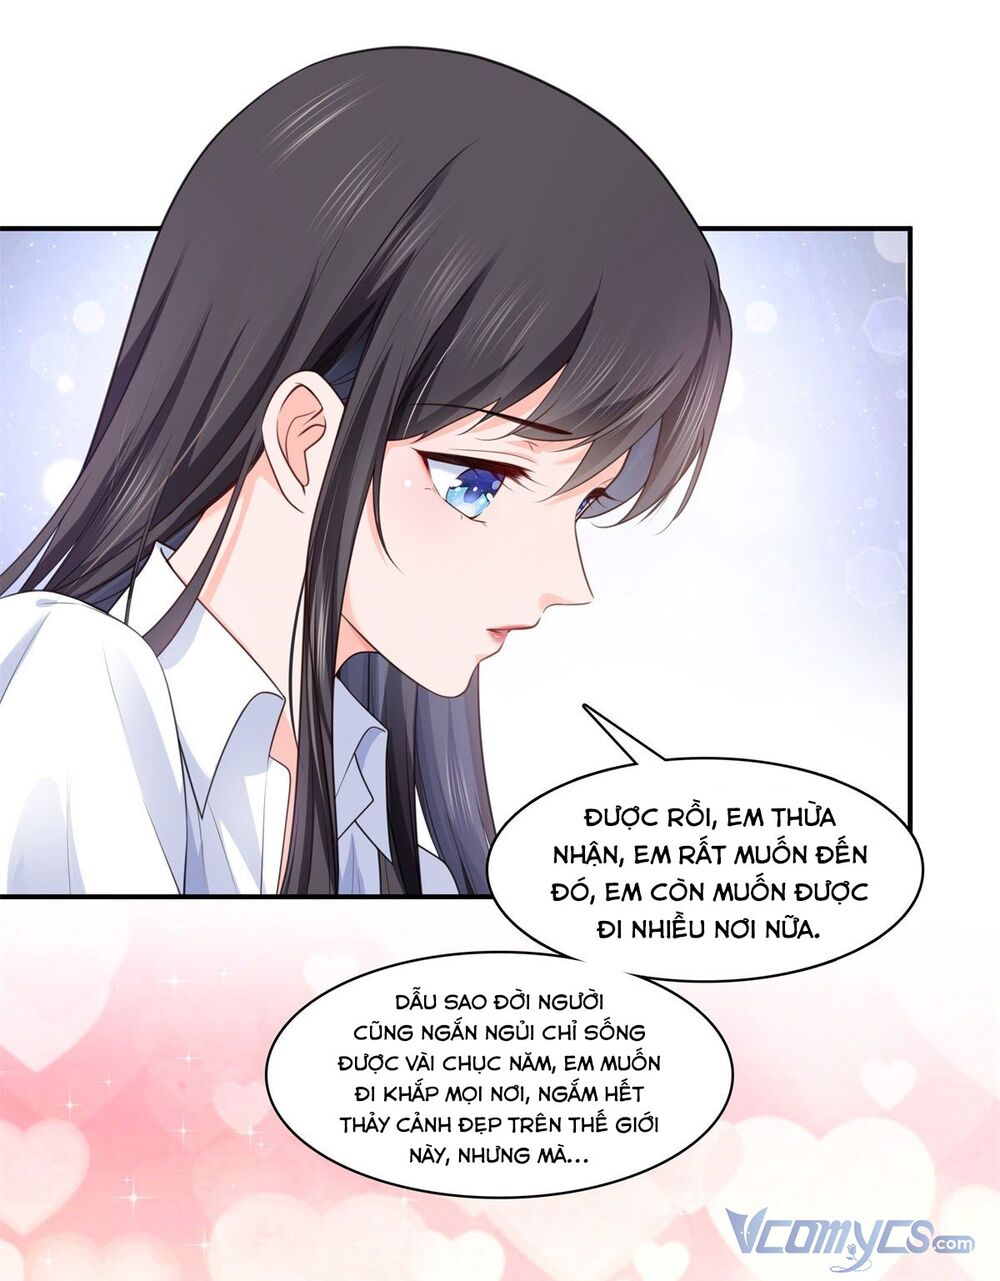 ĐƯỢC RỒI, EM THỪA
NHẬN, EM RẤT MUỐN ĐẾN
ĐÓ, EM CÒN MUỐN ĐƯỢC
ĐI NHIỀU NƠI NỮA.
DẪU SAO ĐỜI NGƯỜI
CŨNG NGẮN NGỦI CHỈ SỐNG
ĐƯỢC VÀI CHỤC NĂM, EM MUỐN
ĐI KHẮP MỌI NƠI, NGẮM HẾT
THẢY CẢNH ĐẸP TRÊN THẾ GIỚI
NÀY, NHƯNG MÀ...
VCOMYCS.com